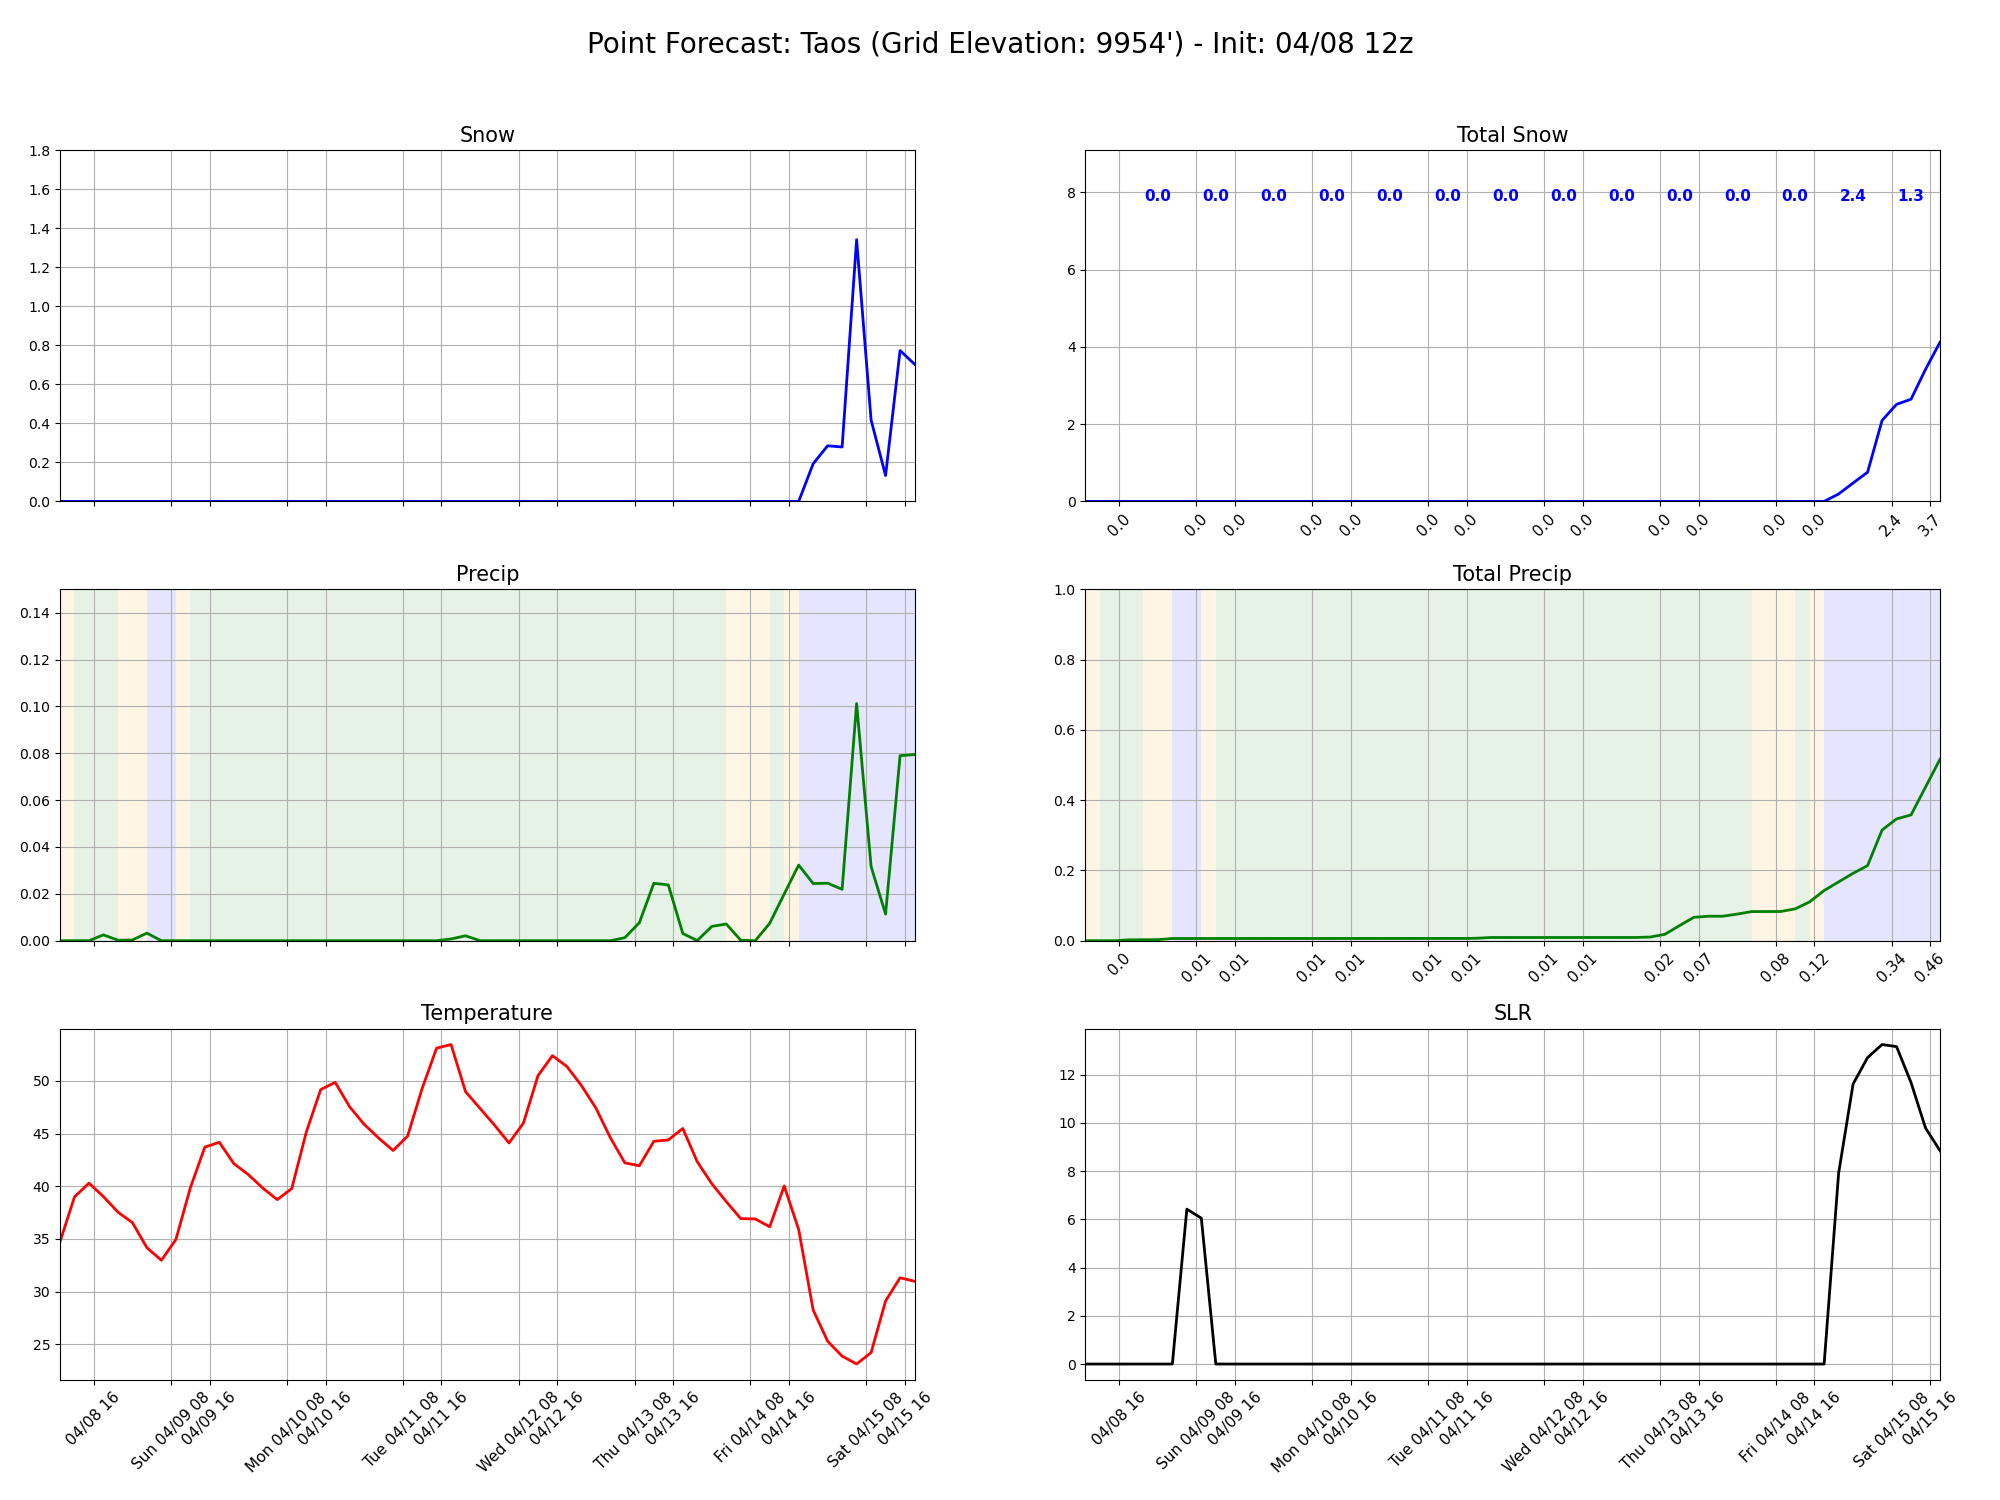 Point Forecast: Taos (Grid Elevation: 9954') - Init: 04/08 12z
Snow
1.8
1.6
1.4
1.2
1.0
0.8
0.6
0.4
0.2
0.0
Total Snow
8
6
4
2
0
0.0 0.0 0.0 0.0 0.0 0.0 0.0 0.0 0.0 0.0 0.0 0.0 2.4 1.3
0.0 0.0 0.0 0.0 0.0 0.0 0.0 0.0 0.0 0.0 0.0 0.0 0.0 2.4 3.7
Precip
0.14
0.12
0.10
0.08
0.06
0.04
0.02
0.00
Total Precip
1.0
0.8
0.6
0.4
0.2
0.0
0.0 0.01 0.01 0.01 0.01 0.01 0.01 0.01 0.01 0.02 0.07 0.08 0.12 0.34 0.46
Temperature
50
45
40
35
30
25
04/08 16
Sun 04/09 08
04/09 16
Mon 04/10 08
04/10 16
Tue 04/11 08
04/11 16
Wed 04/12 08
04/12 16
Thu 04/13 08
04/13 16
Fri 04/14 08
04/14 16
Sat 04/15 08
04/15 16
SLR
12
10
8
6
4
2
0
04/08 16
Sun 04/09 08
04/09 16
Mon 04/10 08
04/10 16
Tue 04/11 08
04/11 16
Wed 04/12 08
04/12 16
Thu 04/13 08
04/13 16
Fri 04/14 08
04/14 16
Sat 04/15 08
04/15 16